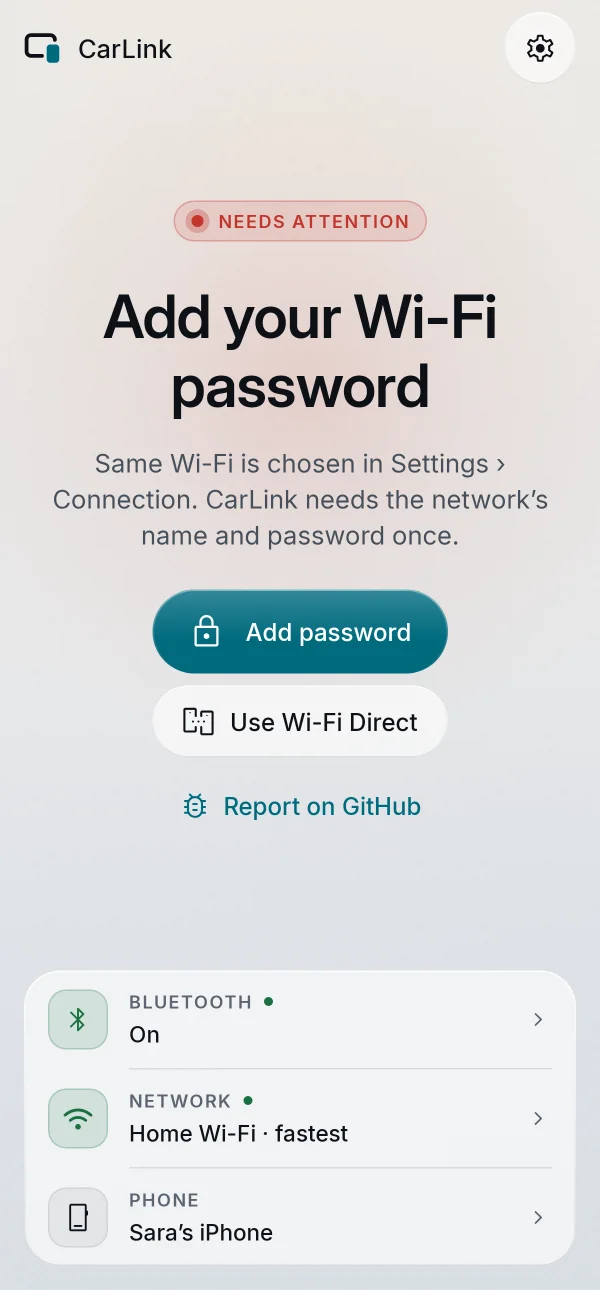 CarLink
NEEDS ATTENTION
Add your Wi-Fi
password
Same Wi-Fi is chosen in Settings ›
Connection. CarLink needs the network’s
name and password once.
Add password
Use Wi-Fi Direct
Report on GitHub
BLUETOOTH
On
NETWORK
Home Wi-Fi · fastest
PHONE
Sara’s iPhone